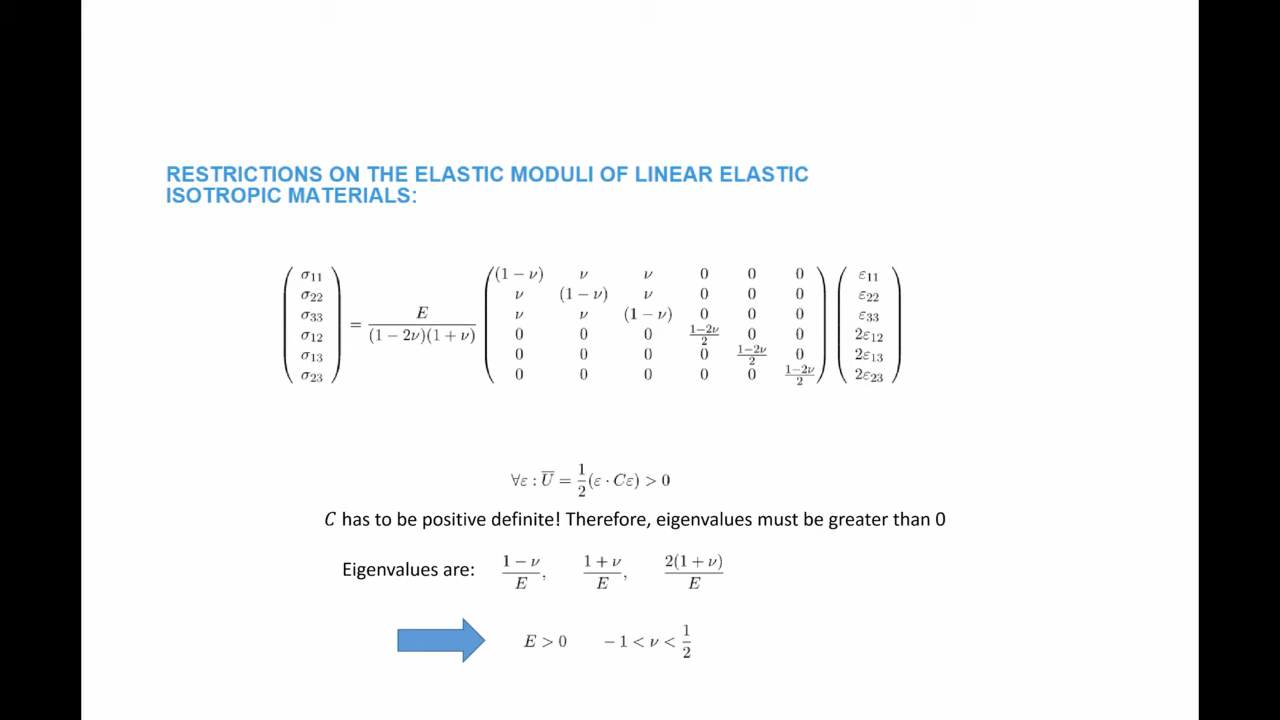 RESTRICTIONS ON THE ELASTIC MODULI OF LINEAR ELASTIC
ISOTROPIC MATERIALS:
(σ₁₁ σ₂₂ σ₃₃ σ₁₂ σ₁₃ σ₂₃) = E / (1 − 2ν)(1 + ν)
(1 − ν) ν ν 0 0 0
ν (1 − ν) ν 0 0 0
ν ν (1 − ν) 0 0 0
0 0 0 (1−2ν)/2 0 0
0 0 0 0 (1−2ν)/2 0
0 0 0 0 0 (1−2ν)/2
(ε₁₁ ε₂₂ ε₃₃ 2ε₁₂ 2ε₁₃ 2ε₂₃)
∀ε : U̅ = 1/2 (ε · Cε) > 0
C has to be positive definite! Therefore, eigenvalues must be greater than 0
Eigenvalues are: (1 − ν)/E, (1 + ν)/E, 2(1 + ν)/E
E > 0 − 1 < ν < 1/2